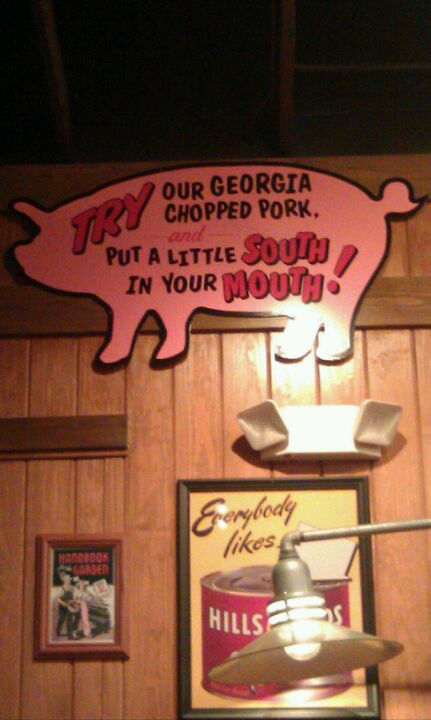 TRY OUR GEORGIA
CHOPPED PORK.
and
PUT A LITTLE SOUTH
IN YOUR MOUTH!
Everybody
likes
HILLS
HANDBOOK
GARDEN